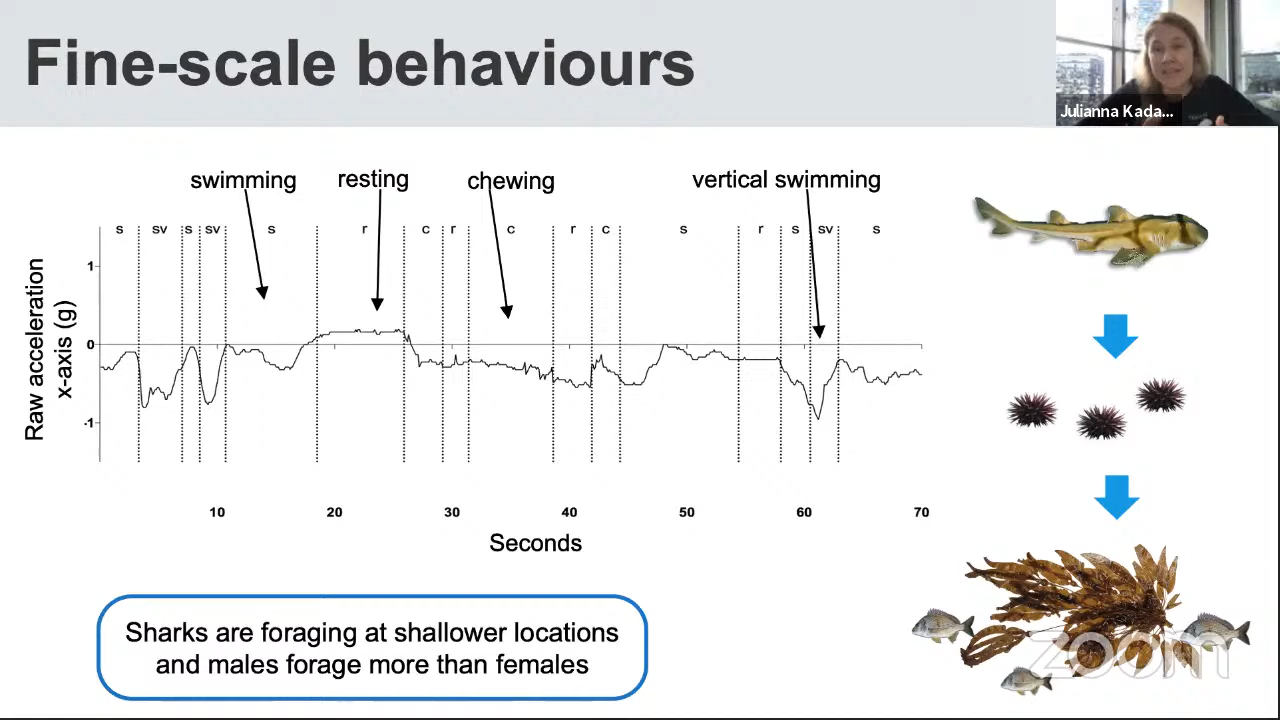 Fine-scale behaviours
Julianna Kada...
swimming
resting
chewing
vertical swimming
s sv s sv s r c r c r c s r s sv s
Raw acceleration
x-axis (g)
1
0
-1
10 20 30 40 50 60 70
Seconds
Sharks are foraging at shallower locations
and males forage more than females
zoom